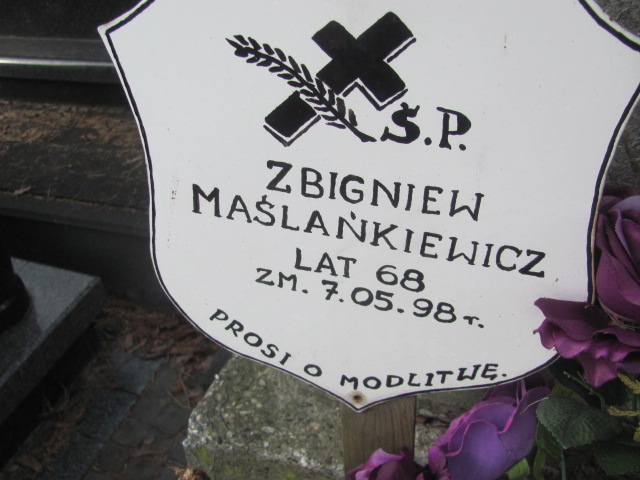 Ś.P.
ZBIGNIEW
MAŚLAŃKIEWICZ
LAT 68
ZM. 7.05.98 r.
PROSI O MODLITWĘ.